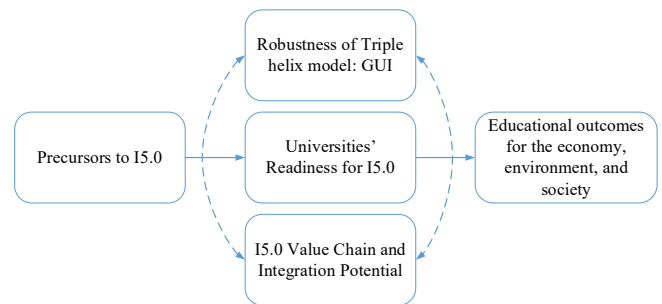 Robustness of Triple
helix model: GUI
Precursors to I5.0
Universities’
Readiness for I5.0
Educational outcomes
for the economy,
environment, and
society
I5.0 Value Chain and
Integration Potential